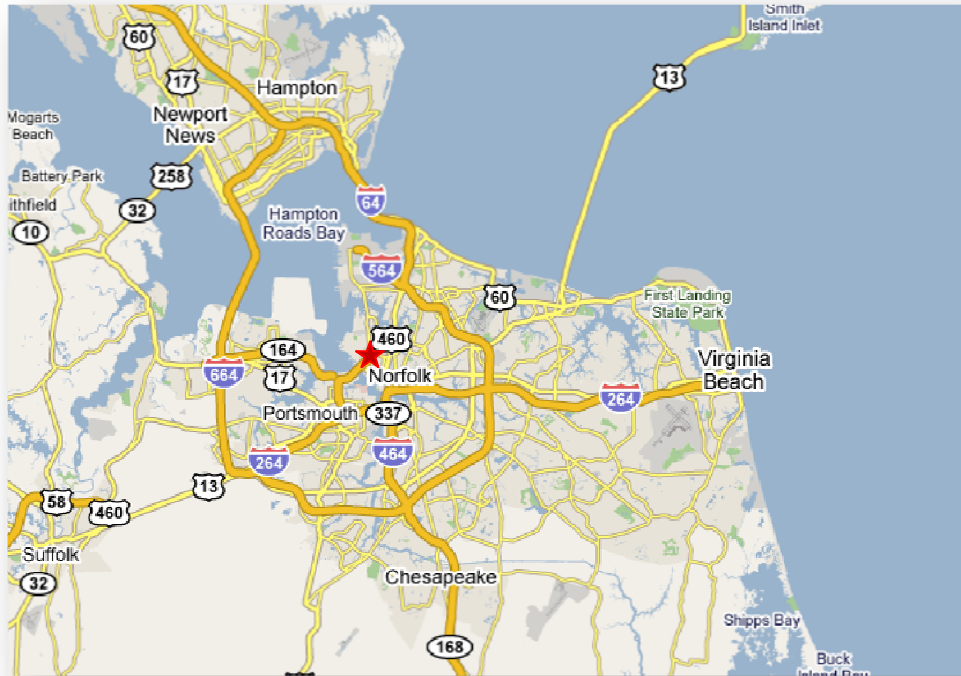 Smith
Island Inlet
60
13
17
Hampton
Newport
News
Mogarts
Beach
258
Battery Park
64
ithfield
32
Hampton
Roads Bay
10
564
60
First Landing
State Park
460
164
Virginia
Beach
664
17
Norfolk
264
Portsmouth
337
464
264
13
58
460
Suffolk
32
Chesapeake
Shipps Bay
168
Buck
Island Bay